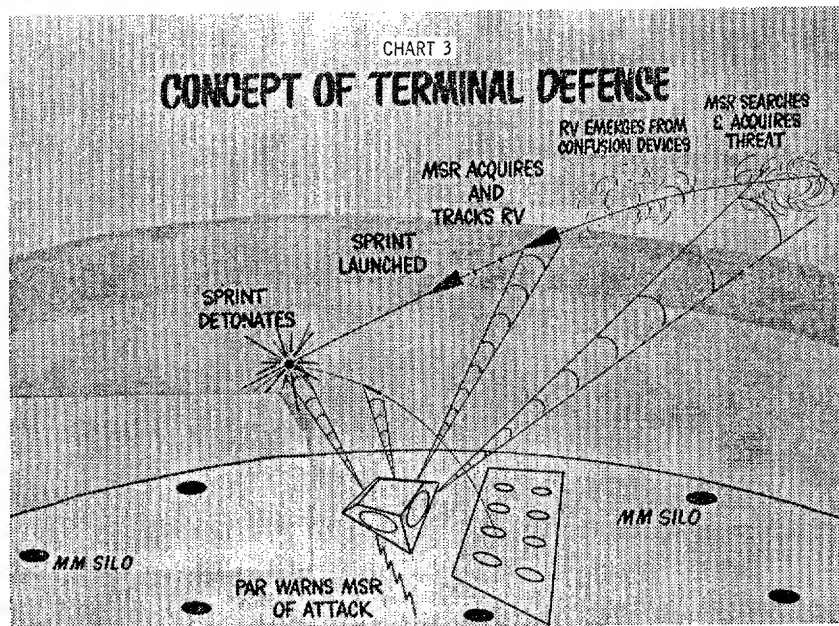 CHART 3
CONCEPT OF TERMINAL DEFENSE
MSR SEARCHES
& ACQUIRES
THREAT
RV EMERGES FROM
CONFUSION DEVICES
MSR ACQUIRES
AND
TRACKS RV
SPRINT
LAUNCHED
SPRINT
DETONATES
MM SILO
MM SILO
PAR WARNS MSR
OF ATTACK